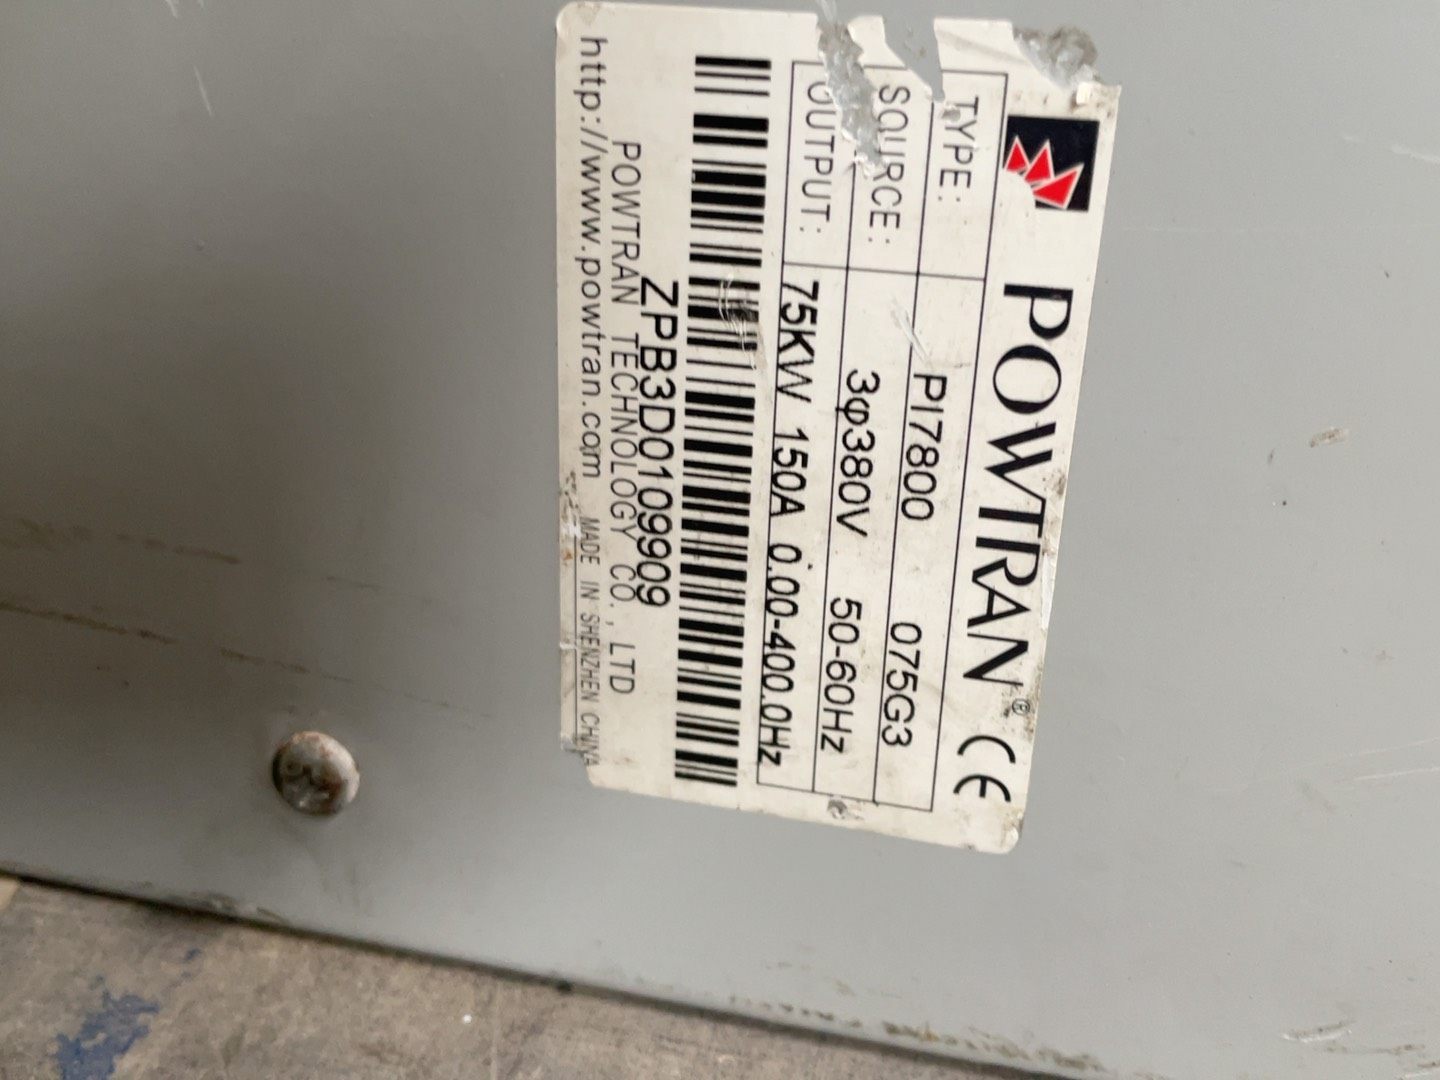 POWTRAN® CE
TYPE: PI7800 075G3
SOURCE: 3φ380V 50-60Hz
OUTPUT: 75KW 150A 0.00-400.0Hz
ZPB3D0109909
POWTRAN TECHNOLOGY CO., LTD
http://www.powtran.com MADE IN SHENZHEN CHINA